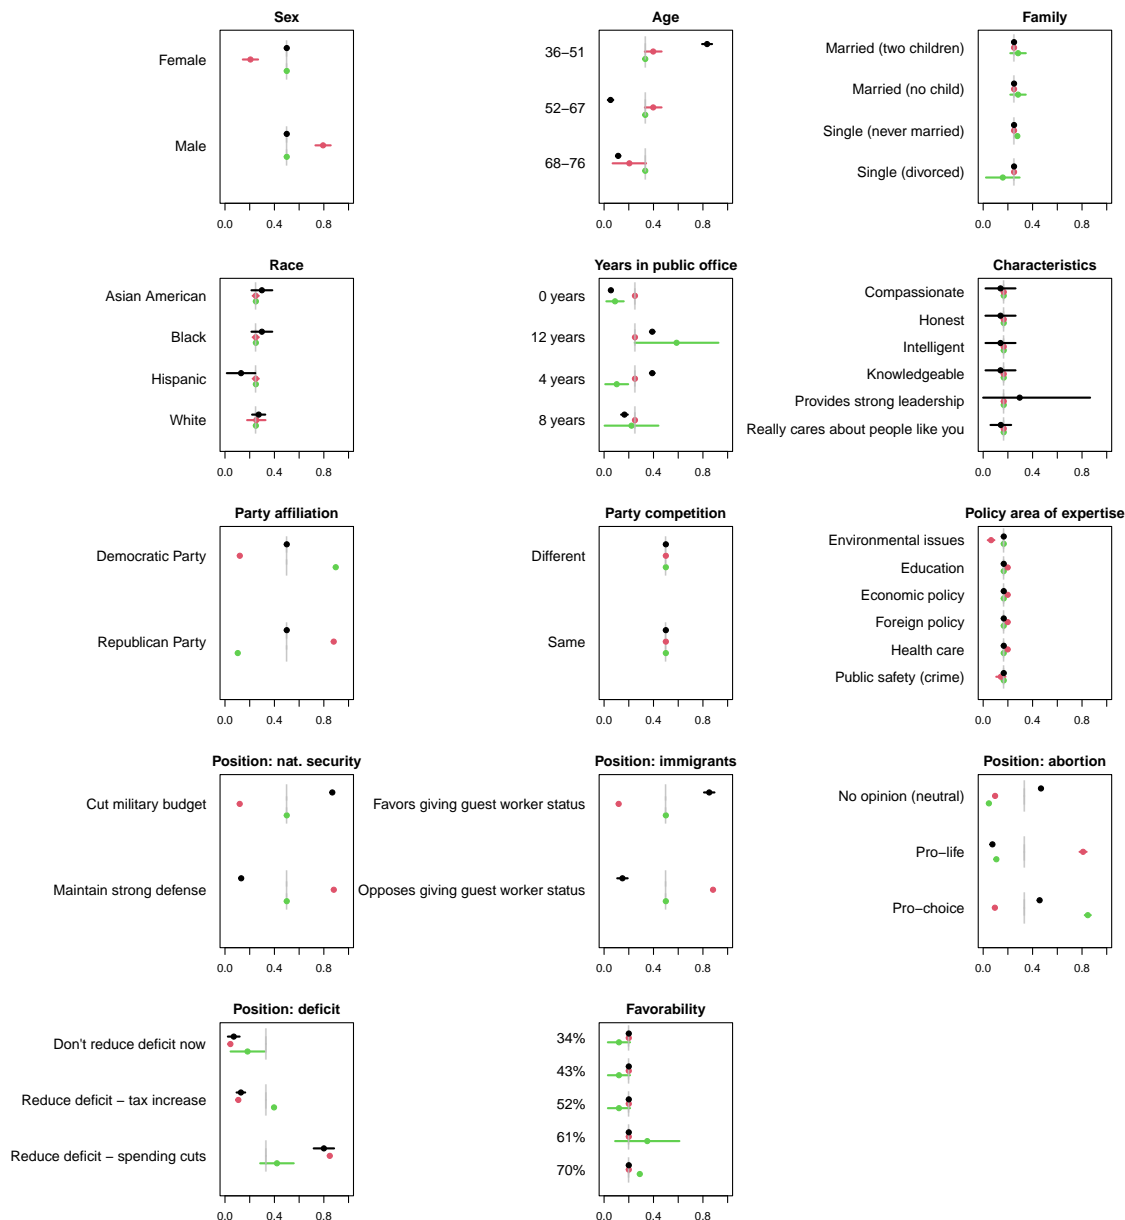 Sex
Female
Male
0.0 0.4 0.8
Age
36−51
52−67
68−76
0.0 0.4 0.8
Family
Married (two children)
Married (no child)
Single (never married)
Single (divorced)
0.0 0.4 0.8
Race
Asian American
Black
Hispanic
White
0.0 0.4 0.8
Years in public office
0 years
12 years
4 years
8 years
0.0 0.4 0.8
Characteristics
Compassionate
Honest
Intelligent
Knowledgeable
Provides strong leadership
Really cares about people like you
0.0 0.4 0.8
Party affiliation
Democratic Party
Republican Party
0.0 0.4 0.8
Party competition
Different
Same
0.0 0.4 0.8
Policy area of expertise
Environmental issues
Education
Economic policy
Foreign policy
Health care
Public safety (crime)
0.0 0.4 0.8
Position: nat. security
Cut military budget
Maintain strong defense
0.0 0.4 0.8
Position: immigrants
Favors giving guest worker status
Opposes giving guest worker status
0.0 0.4 0.8
Position: abortion
No opinion (neutral)
Pro−life
Pro−choice
0.0 0.4 0.8
Position: deficit
Don't reduce deficit now
Reduce deficit − tax increase
Reduce deficit − spending cuts
0.0 0.4 0.8
Favorability
34%
43%
52%
61%
70%
0.0 0.4 0.8